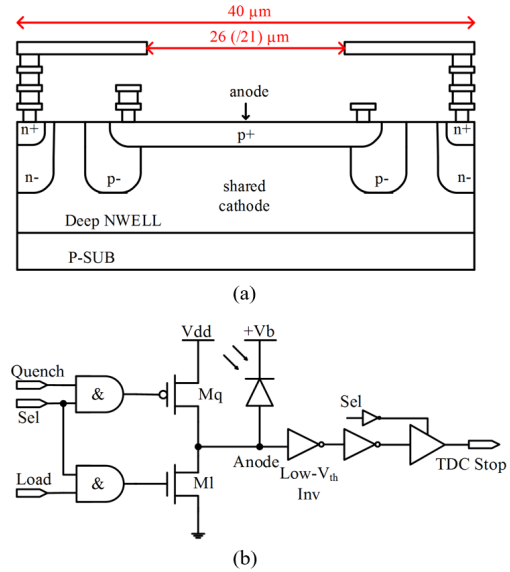 40 µm
26 (/21) µm
anode
n+
p+
n+
n-
p-
shared
cathode
p-
n-
Deep NWELL
P-SUB
(a)
Vdd
+Vb
Quench
&
Mq
Sel
Sel
Anode
Low-Vth
Inv
TDC Stop
Load
&
Ml
(b)